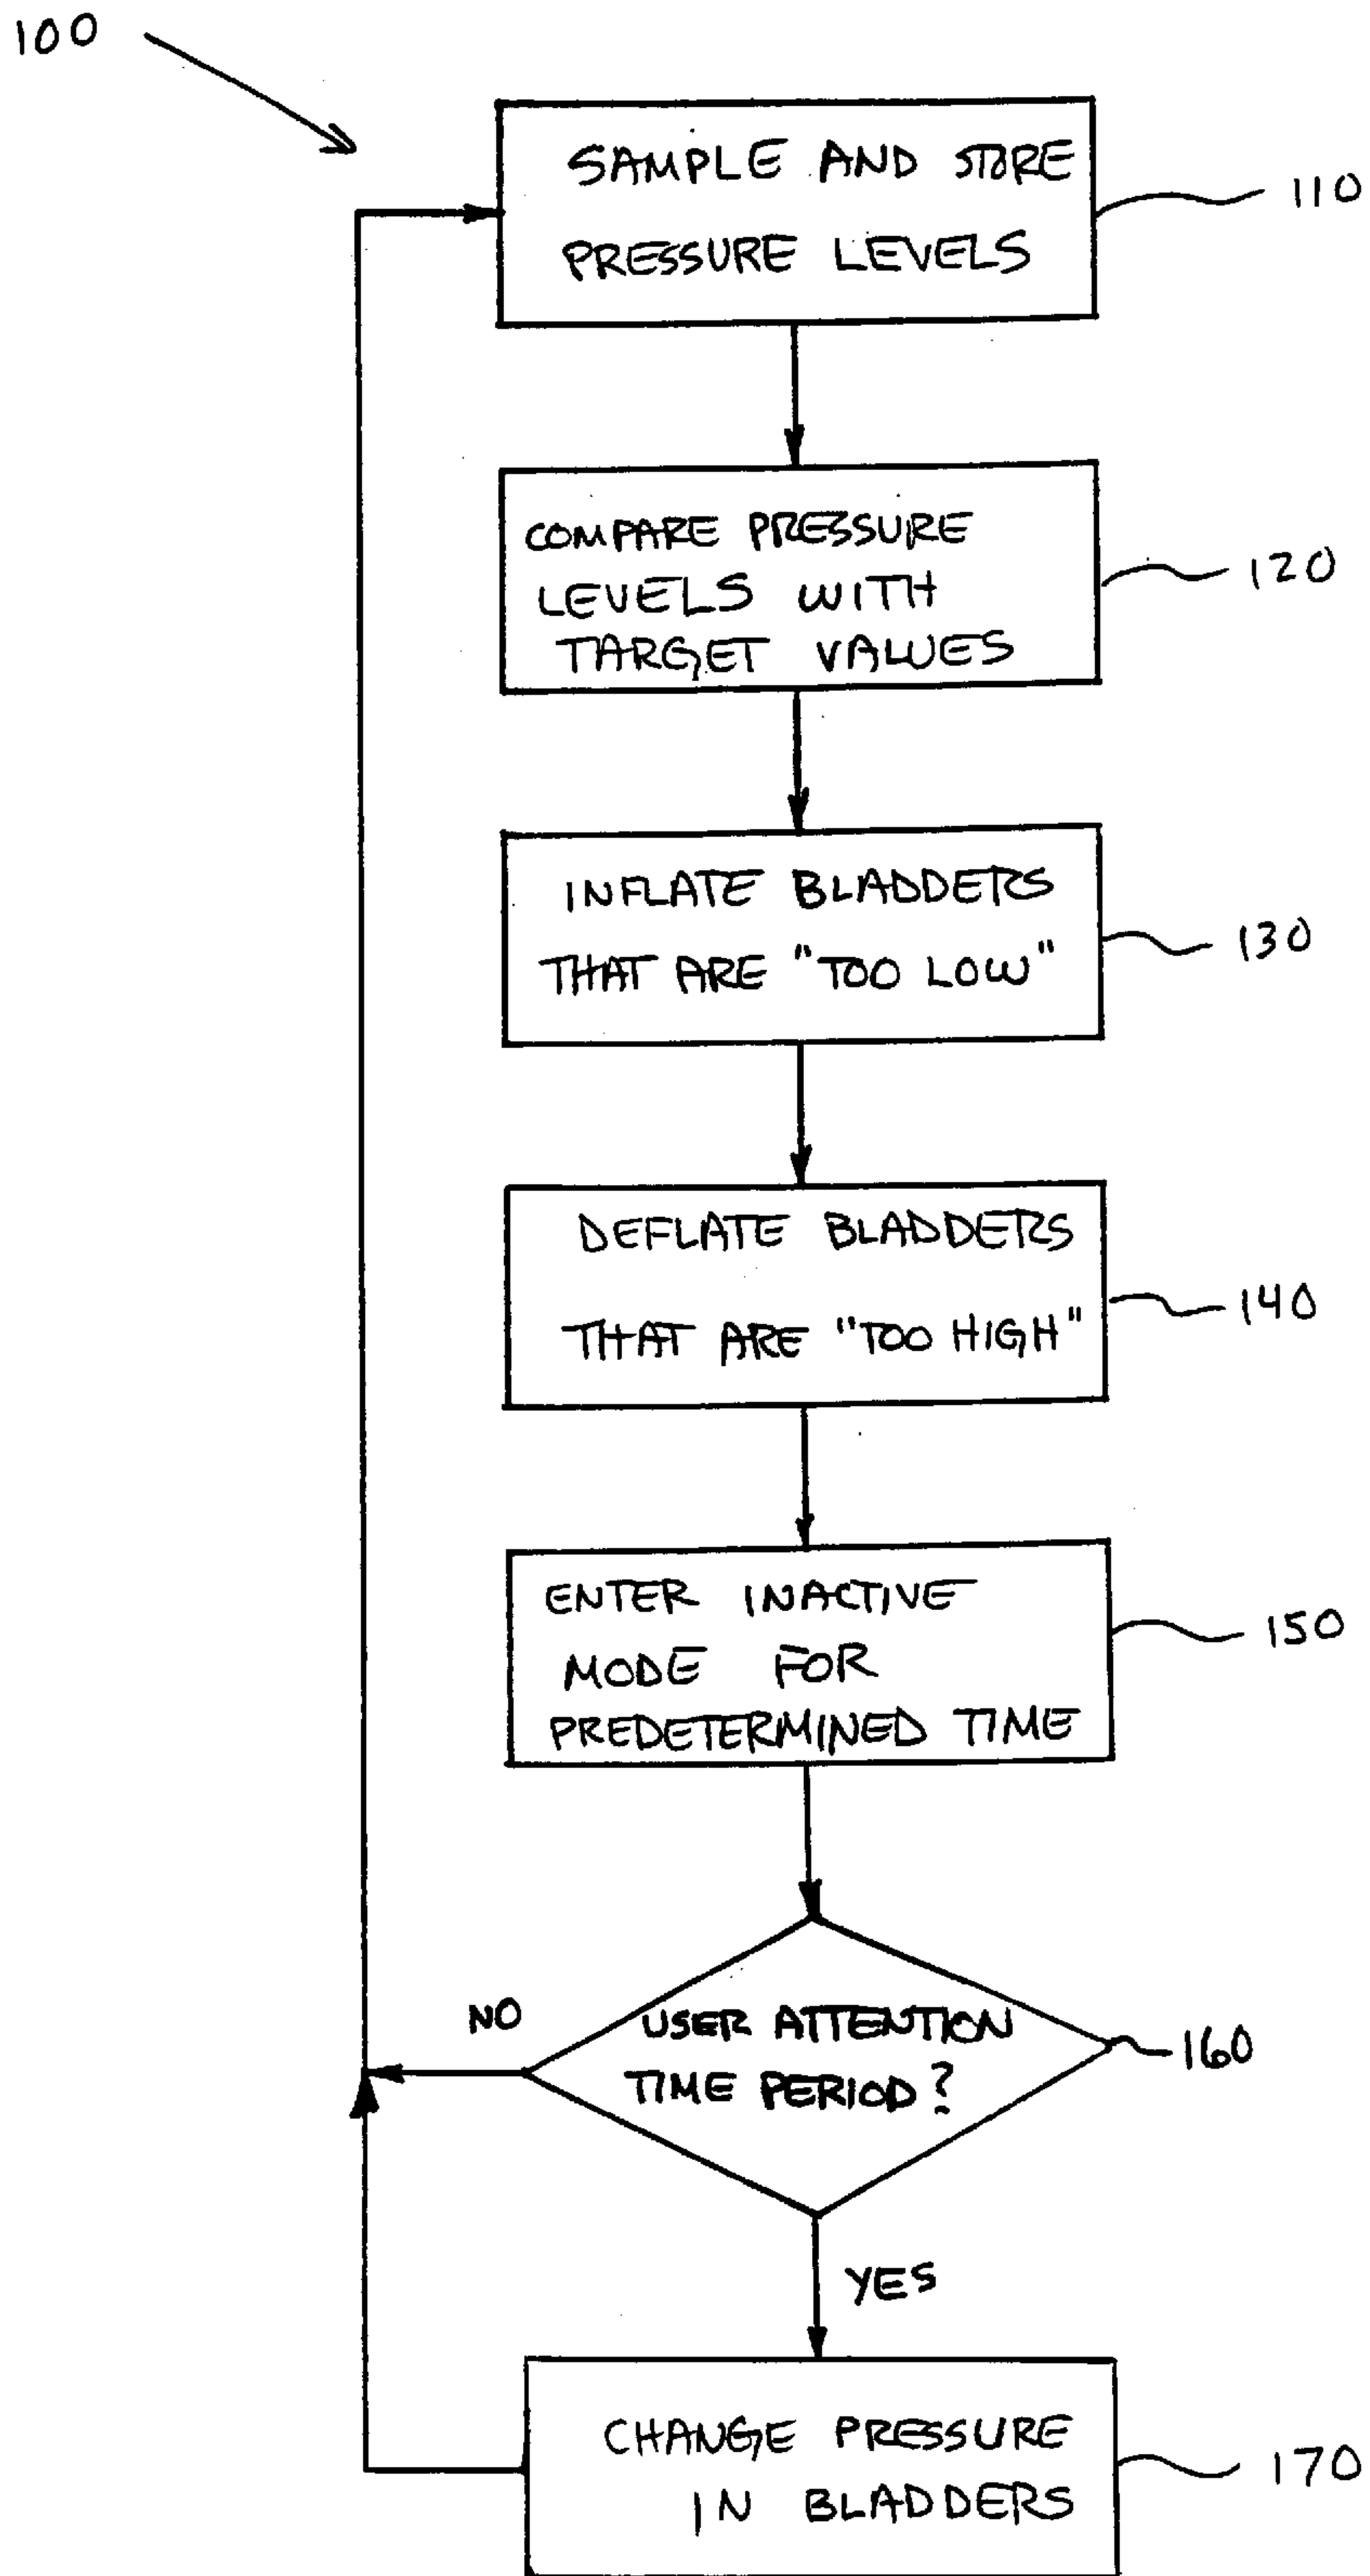 100
SAMPLE AND STORE
PRESSURE LEVELS
110
COMPARE PRESSURE
LEVELS WITH
TARGET VALUES
120
INFLATE BLADDERS
THAT ARE "TOO LOW"
130
DEFLATE BLADDERS
THAT ARE "TOO HIGH"
140
ENTER INACTIVE
MODE FOR
PREDETERMINED TIME
150
NO
USER ATTENTION
TIME PERIOD?
160
YES
CHANGE PRESSURE
IN BLADDERS
170